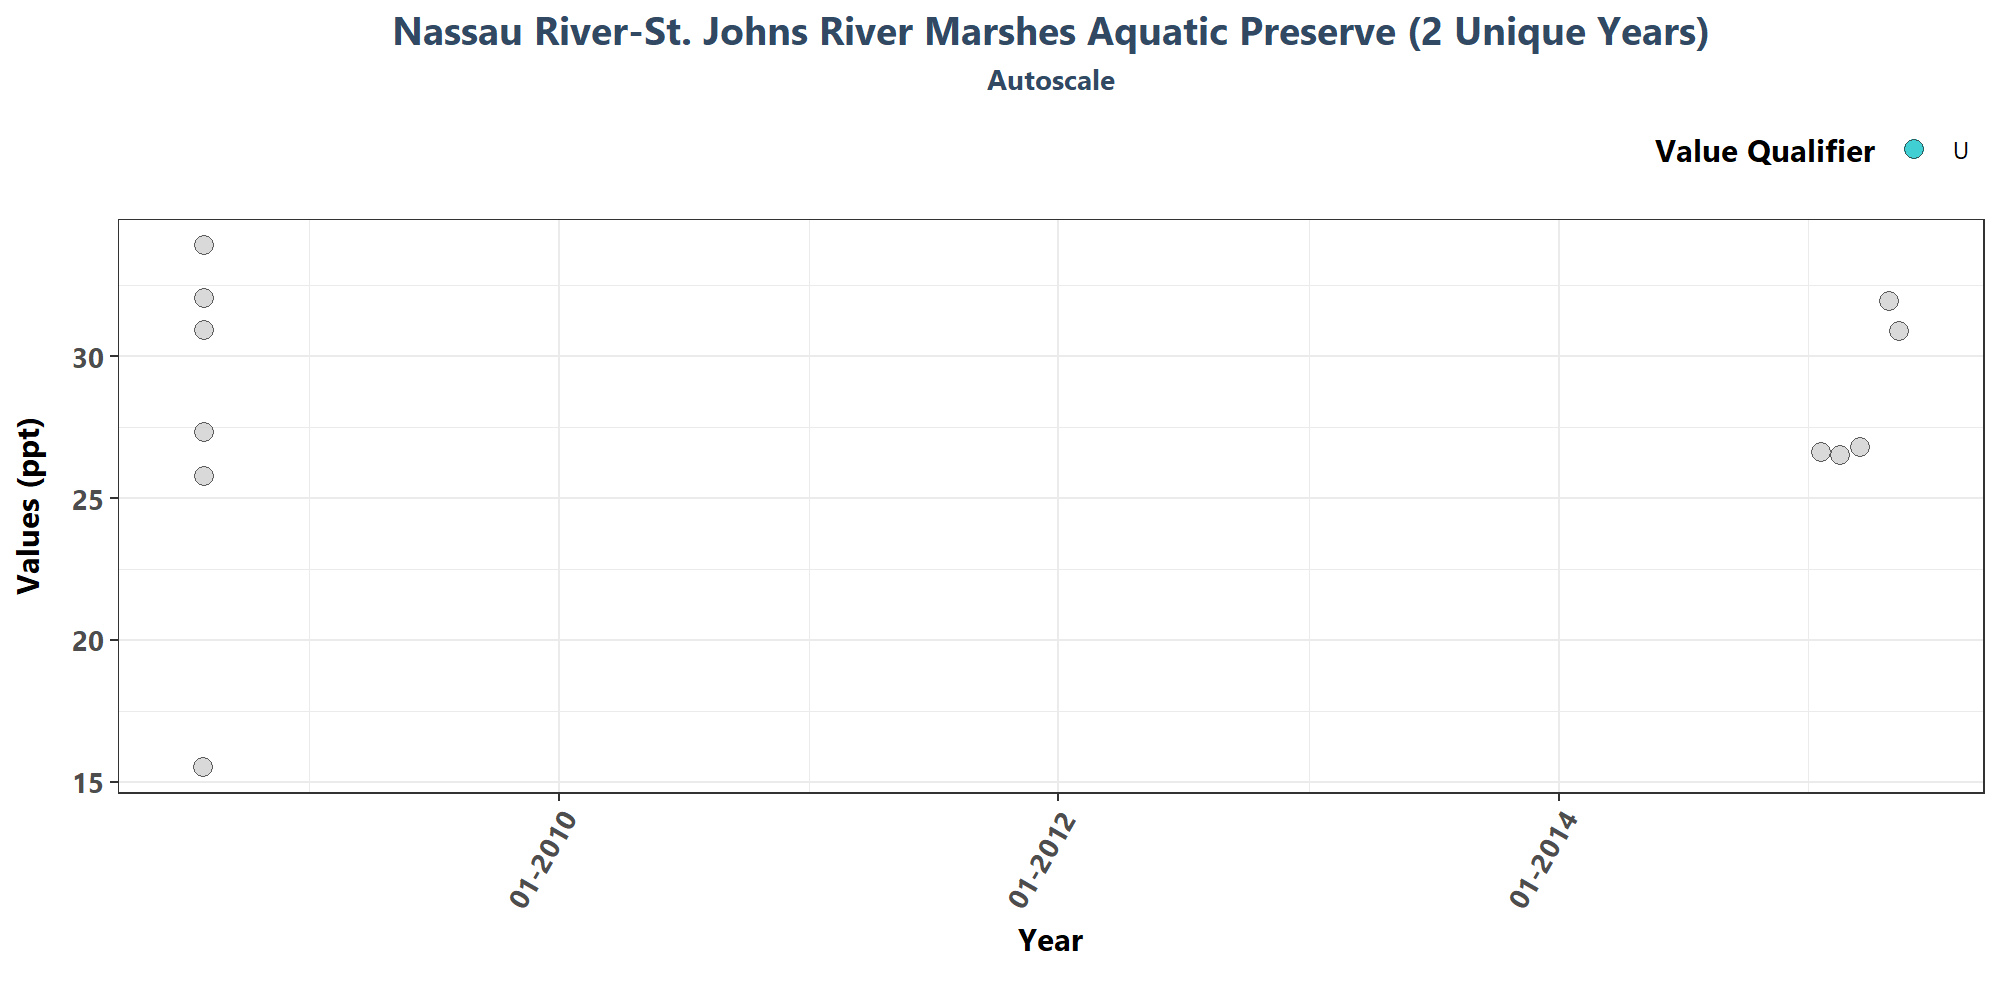 Nassau River-St. Johns River Marshes Aquatic Preserve (2 Unique Years)
Autoscale
Value Qualifier U
Values (ppt)
30
25
20
15
01-2010
01-2012
01-2014
Year